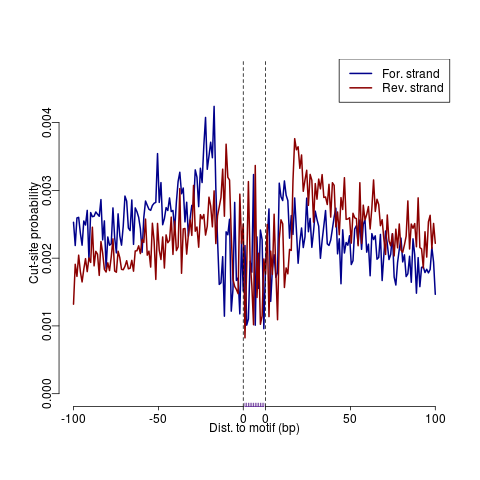 For. strand
Rev. strand
Cut-site probability
0.004
0.003
0.002
0.001
0.000
-100 -50 0 0 50 100
Dist. to motif (bp)